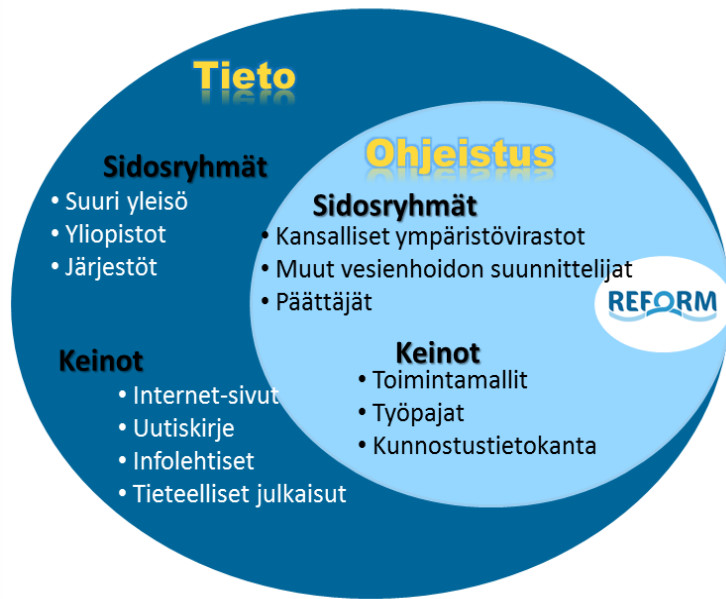 Tieto
Sidosryhmät
• Suuri yleisö
• Yliopistot
• Järjestöt
Keinot
• Internet-sivut
• Uutiskirje
• Infolehtiset
• Tieteelliset julkaisut
Ohjeistus
Sidosryhmät
• Kansalliset ympäristövirastot
• Muut vesienhoidon suunnittelijat
• Päättäjät
Keinot
• Toimintamallit
• Työpajat
• Kunnostustietokanta
REFORM